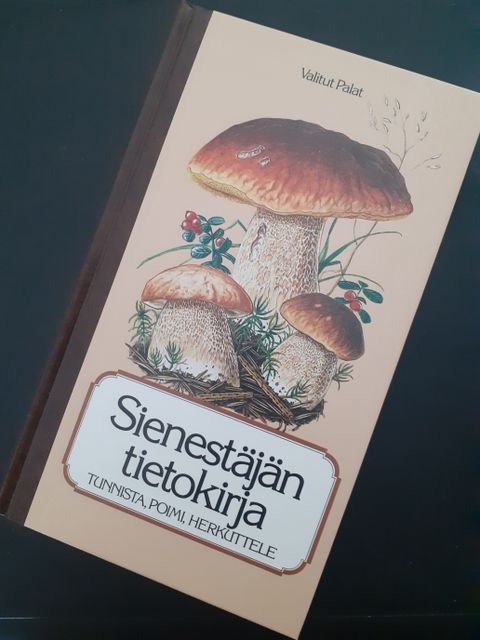 Valitut Palat
Sienestäjän
tietokirja
TUNNISTA, POIMI, HERKUTTELE